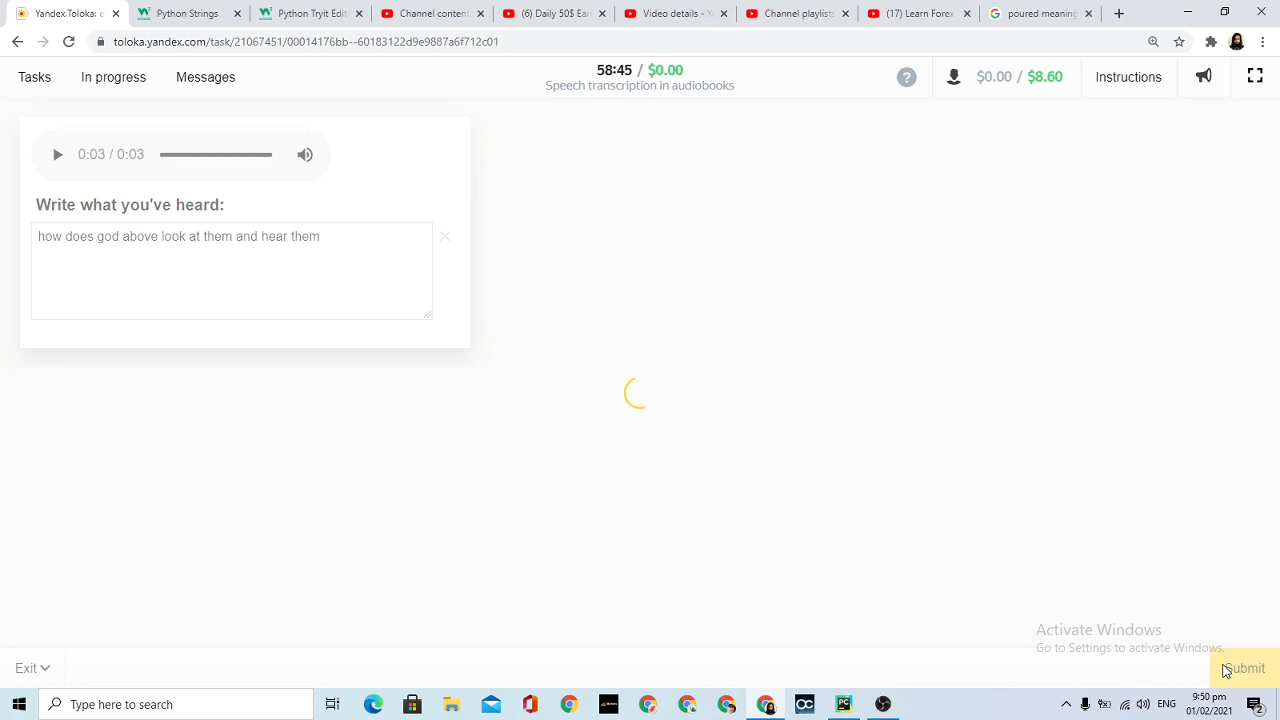 Yandex.Toloka c
Python Strings
Python Tryit Edit
Channel content
(6) Daily 50$ Ea
Video details - Y
Channel playlists
(17) Learn Forex
poured meaning
toloka.yandex.com/task/21067451/00014176bb--60183122d9e9887a6f712c01
Tasks In progress Messages
58:45 / $0.00
Speech transcription in audiobooks
$0.00 / $8.60
Instructions
0:03 / 0:03
Write what you've heard:
how does god above look at them and hear them
Activate Windows
Go to Settings to activate Windows.
Exit
Submit
Type here to search
ENG
9:50 pm
01/02/2021
2